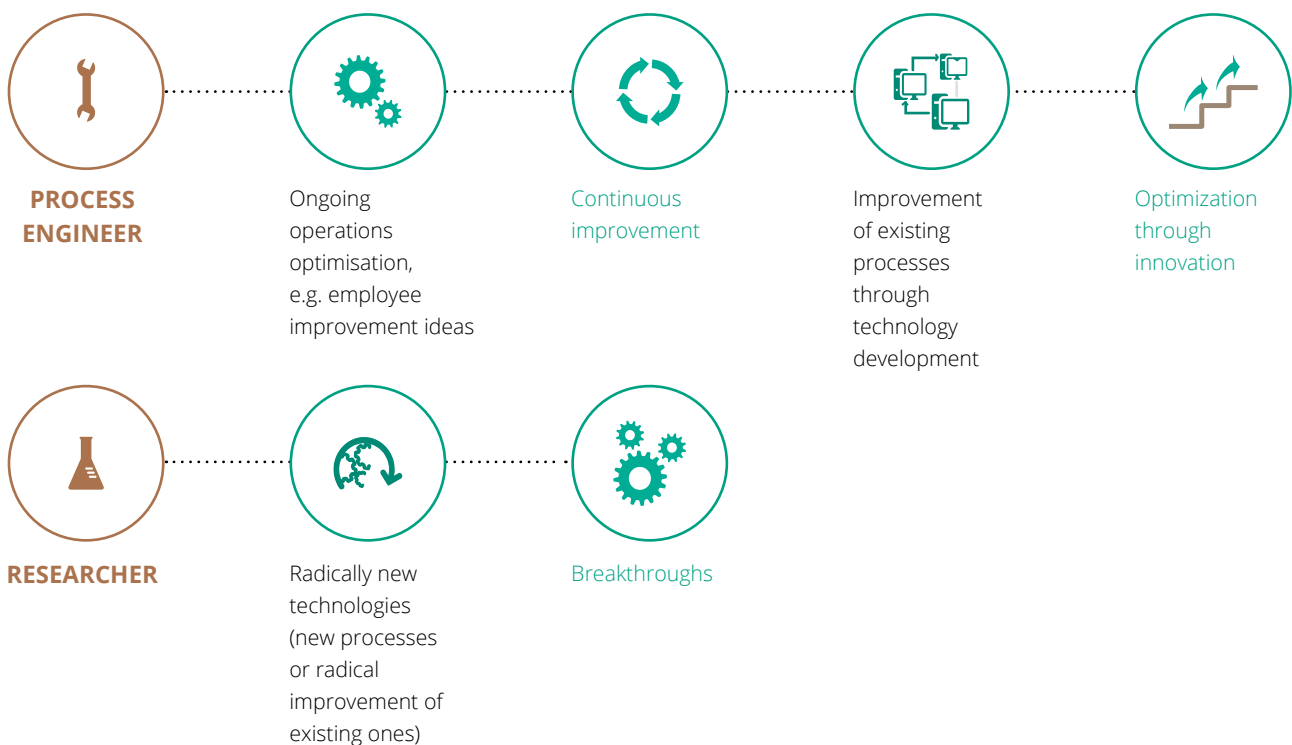 PROCESS
ENGINEER
Ongoing
operations
optimisation,
e.g. employee
improvement ideas
Continuous
improvement
Improvement
of existing
processes
through
technology
development
Optimization
through
innovation
RESEARCHER
Radically new
technologies
(new processes
or radical
improvement of
existing ones)
Breakthroughs